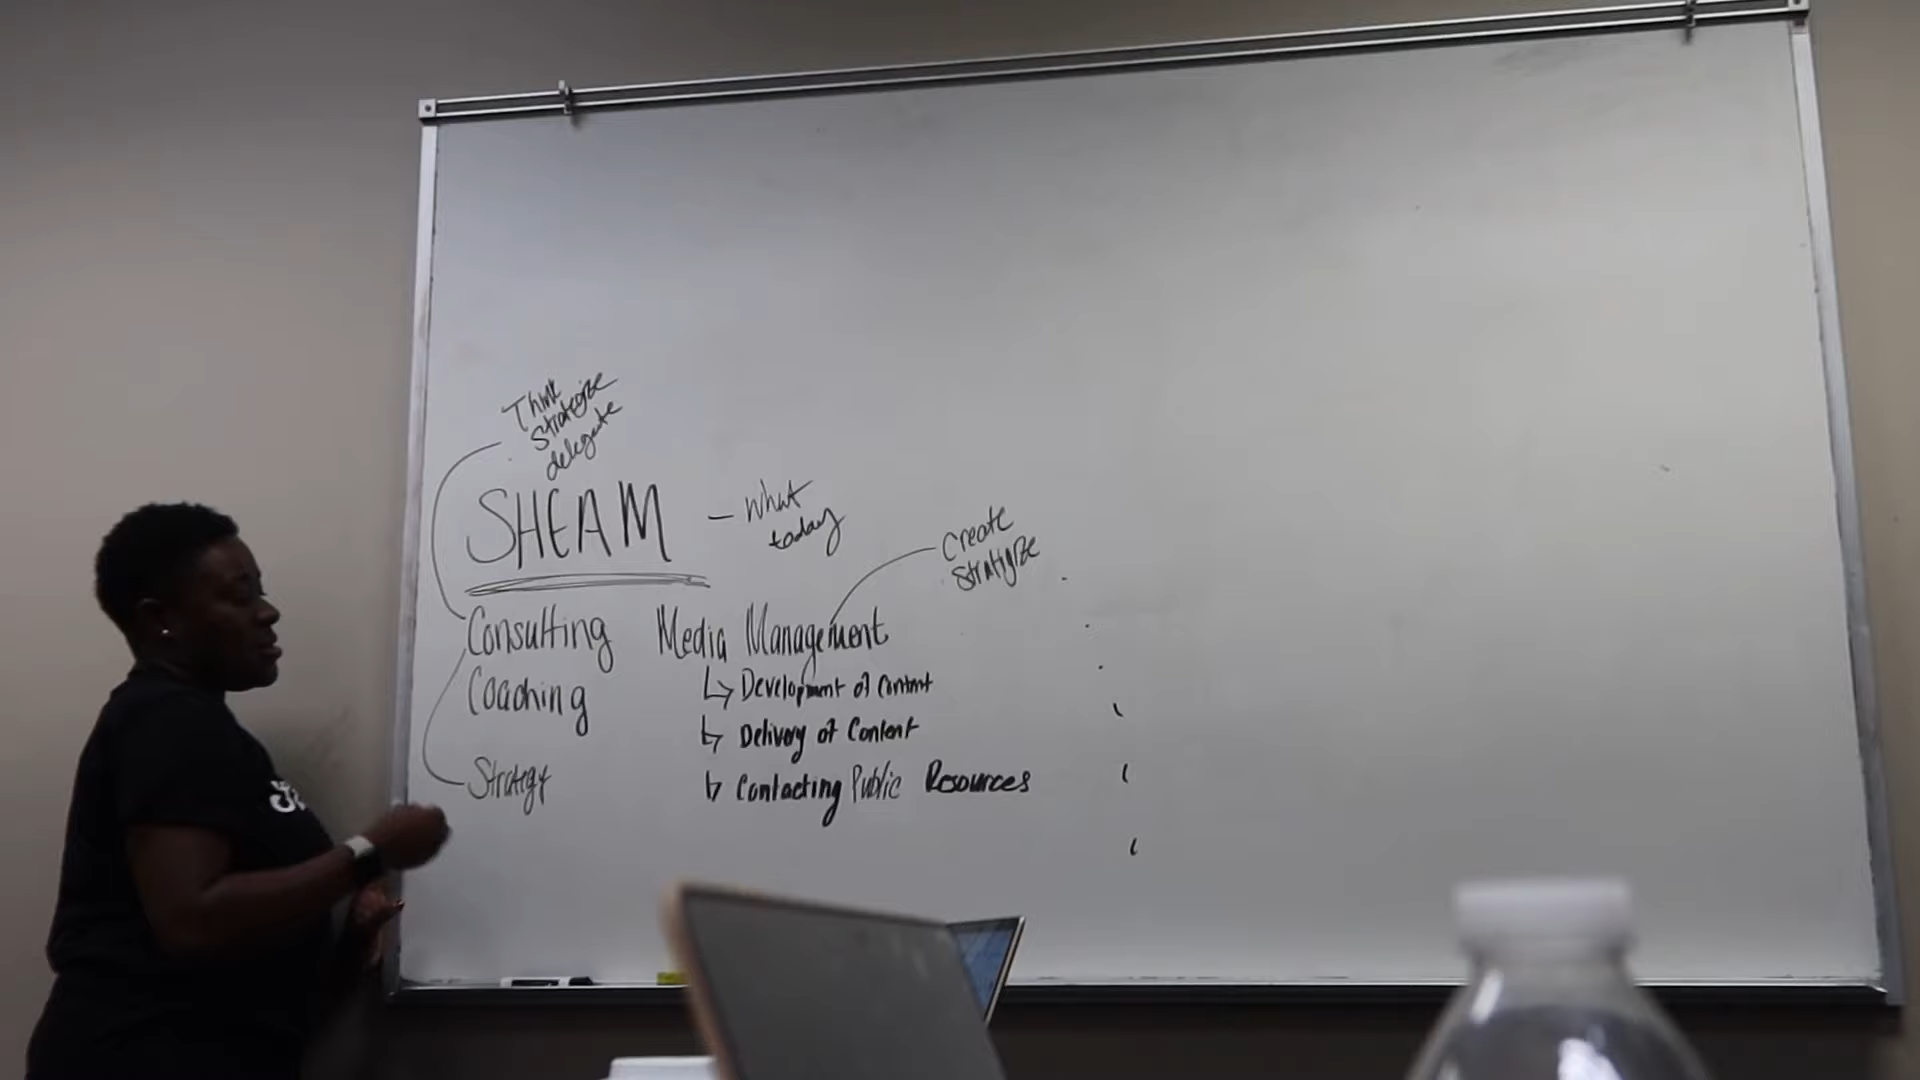 Think
Strategize
delegate
SHEAM
— What
today
Create
Stratigize
Consulting
Coaching
Strategy
Media Management
↳ Development of Content
↳ Delivery of Content
↳ Contacting Public Resources